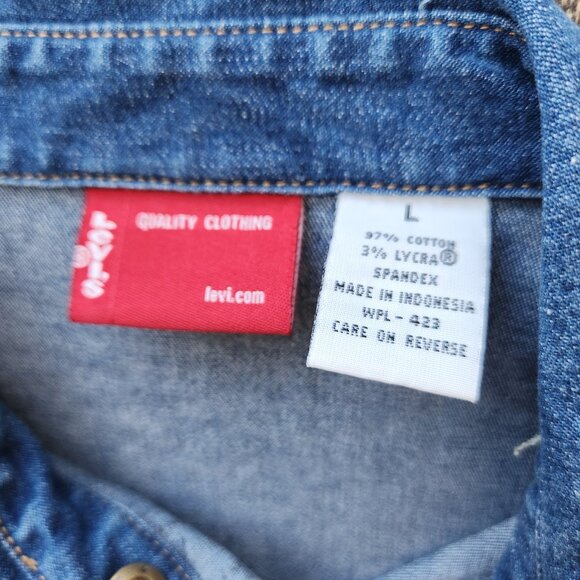 LEVI'S
®
QUALITY CLOTHING
levi.com
L
97% COTTON
3% LYCRA®
SPANDEX
MADE IN INDONESIA
WPL - 423
CARE ON REVERSE